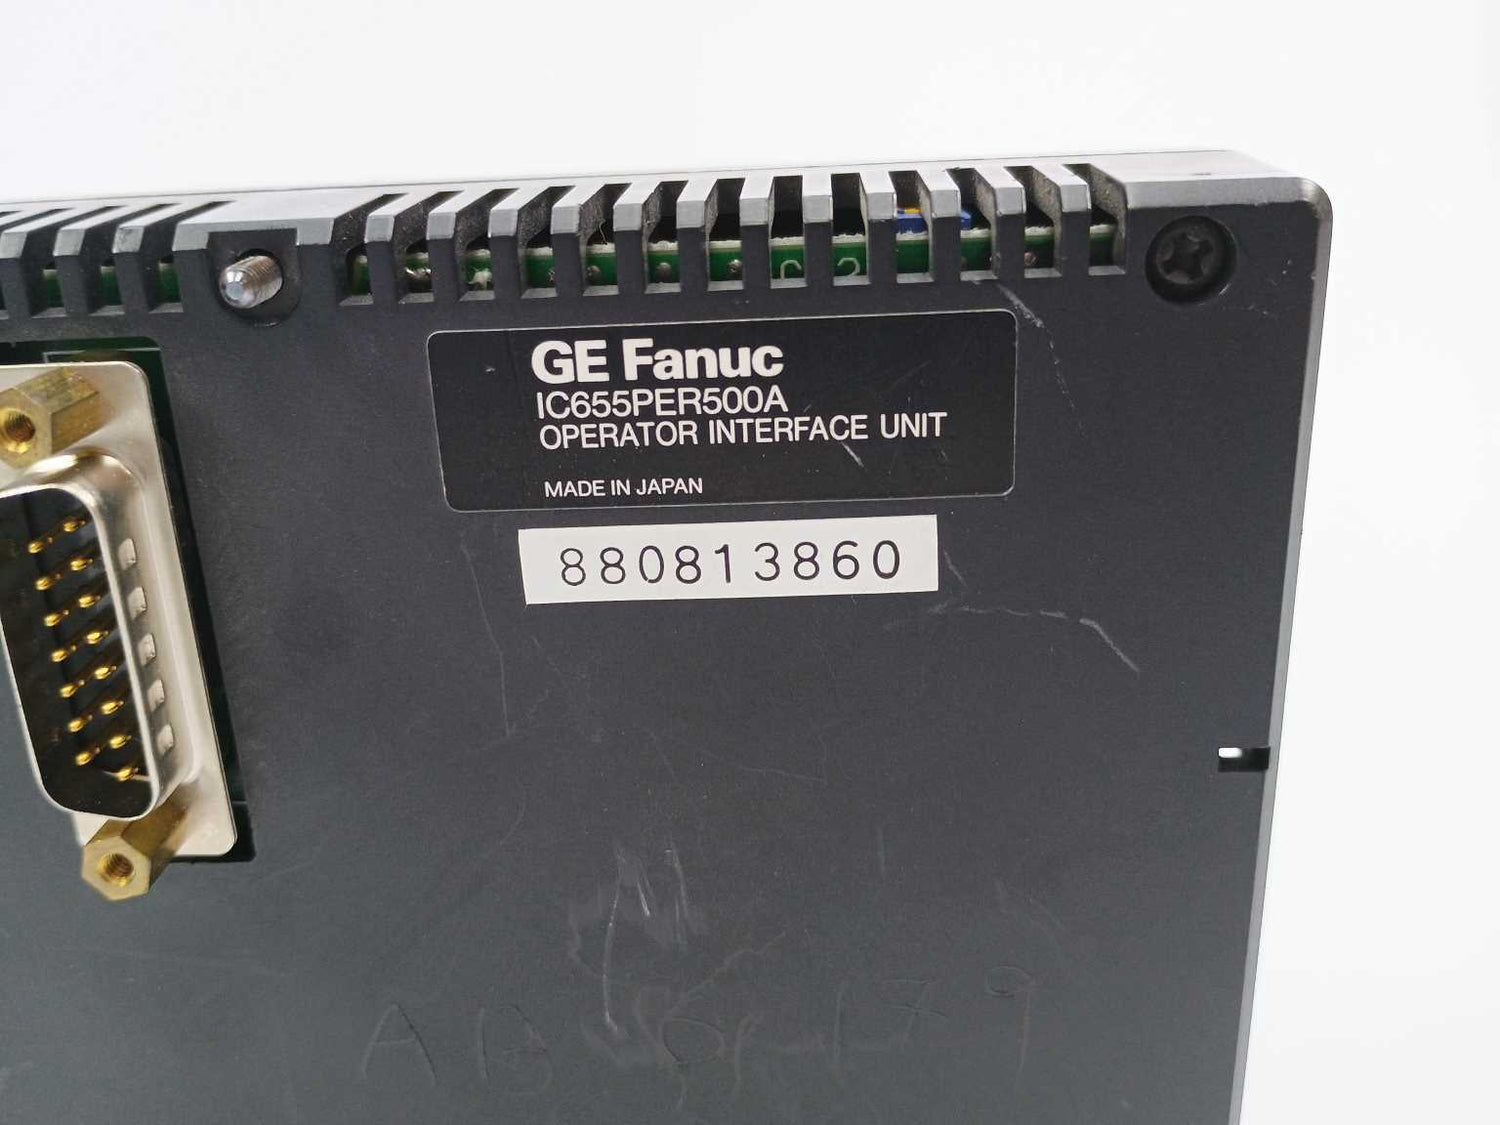 GE Fanuc
IC655PER500A
OPERATOR INTERFACE UNIT
MADE IN JAPAN
880813860